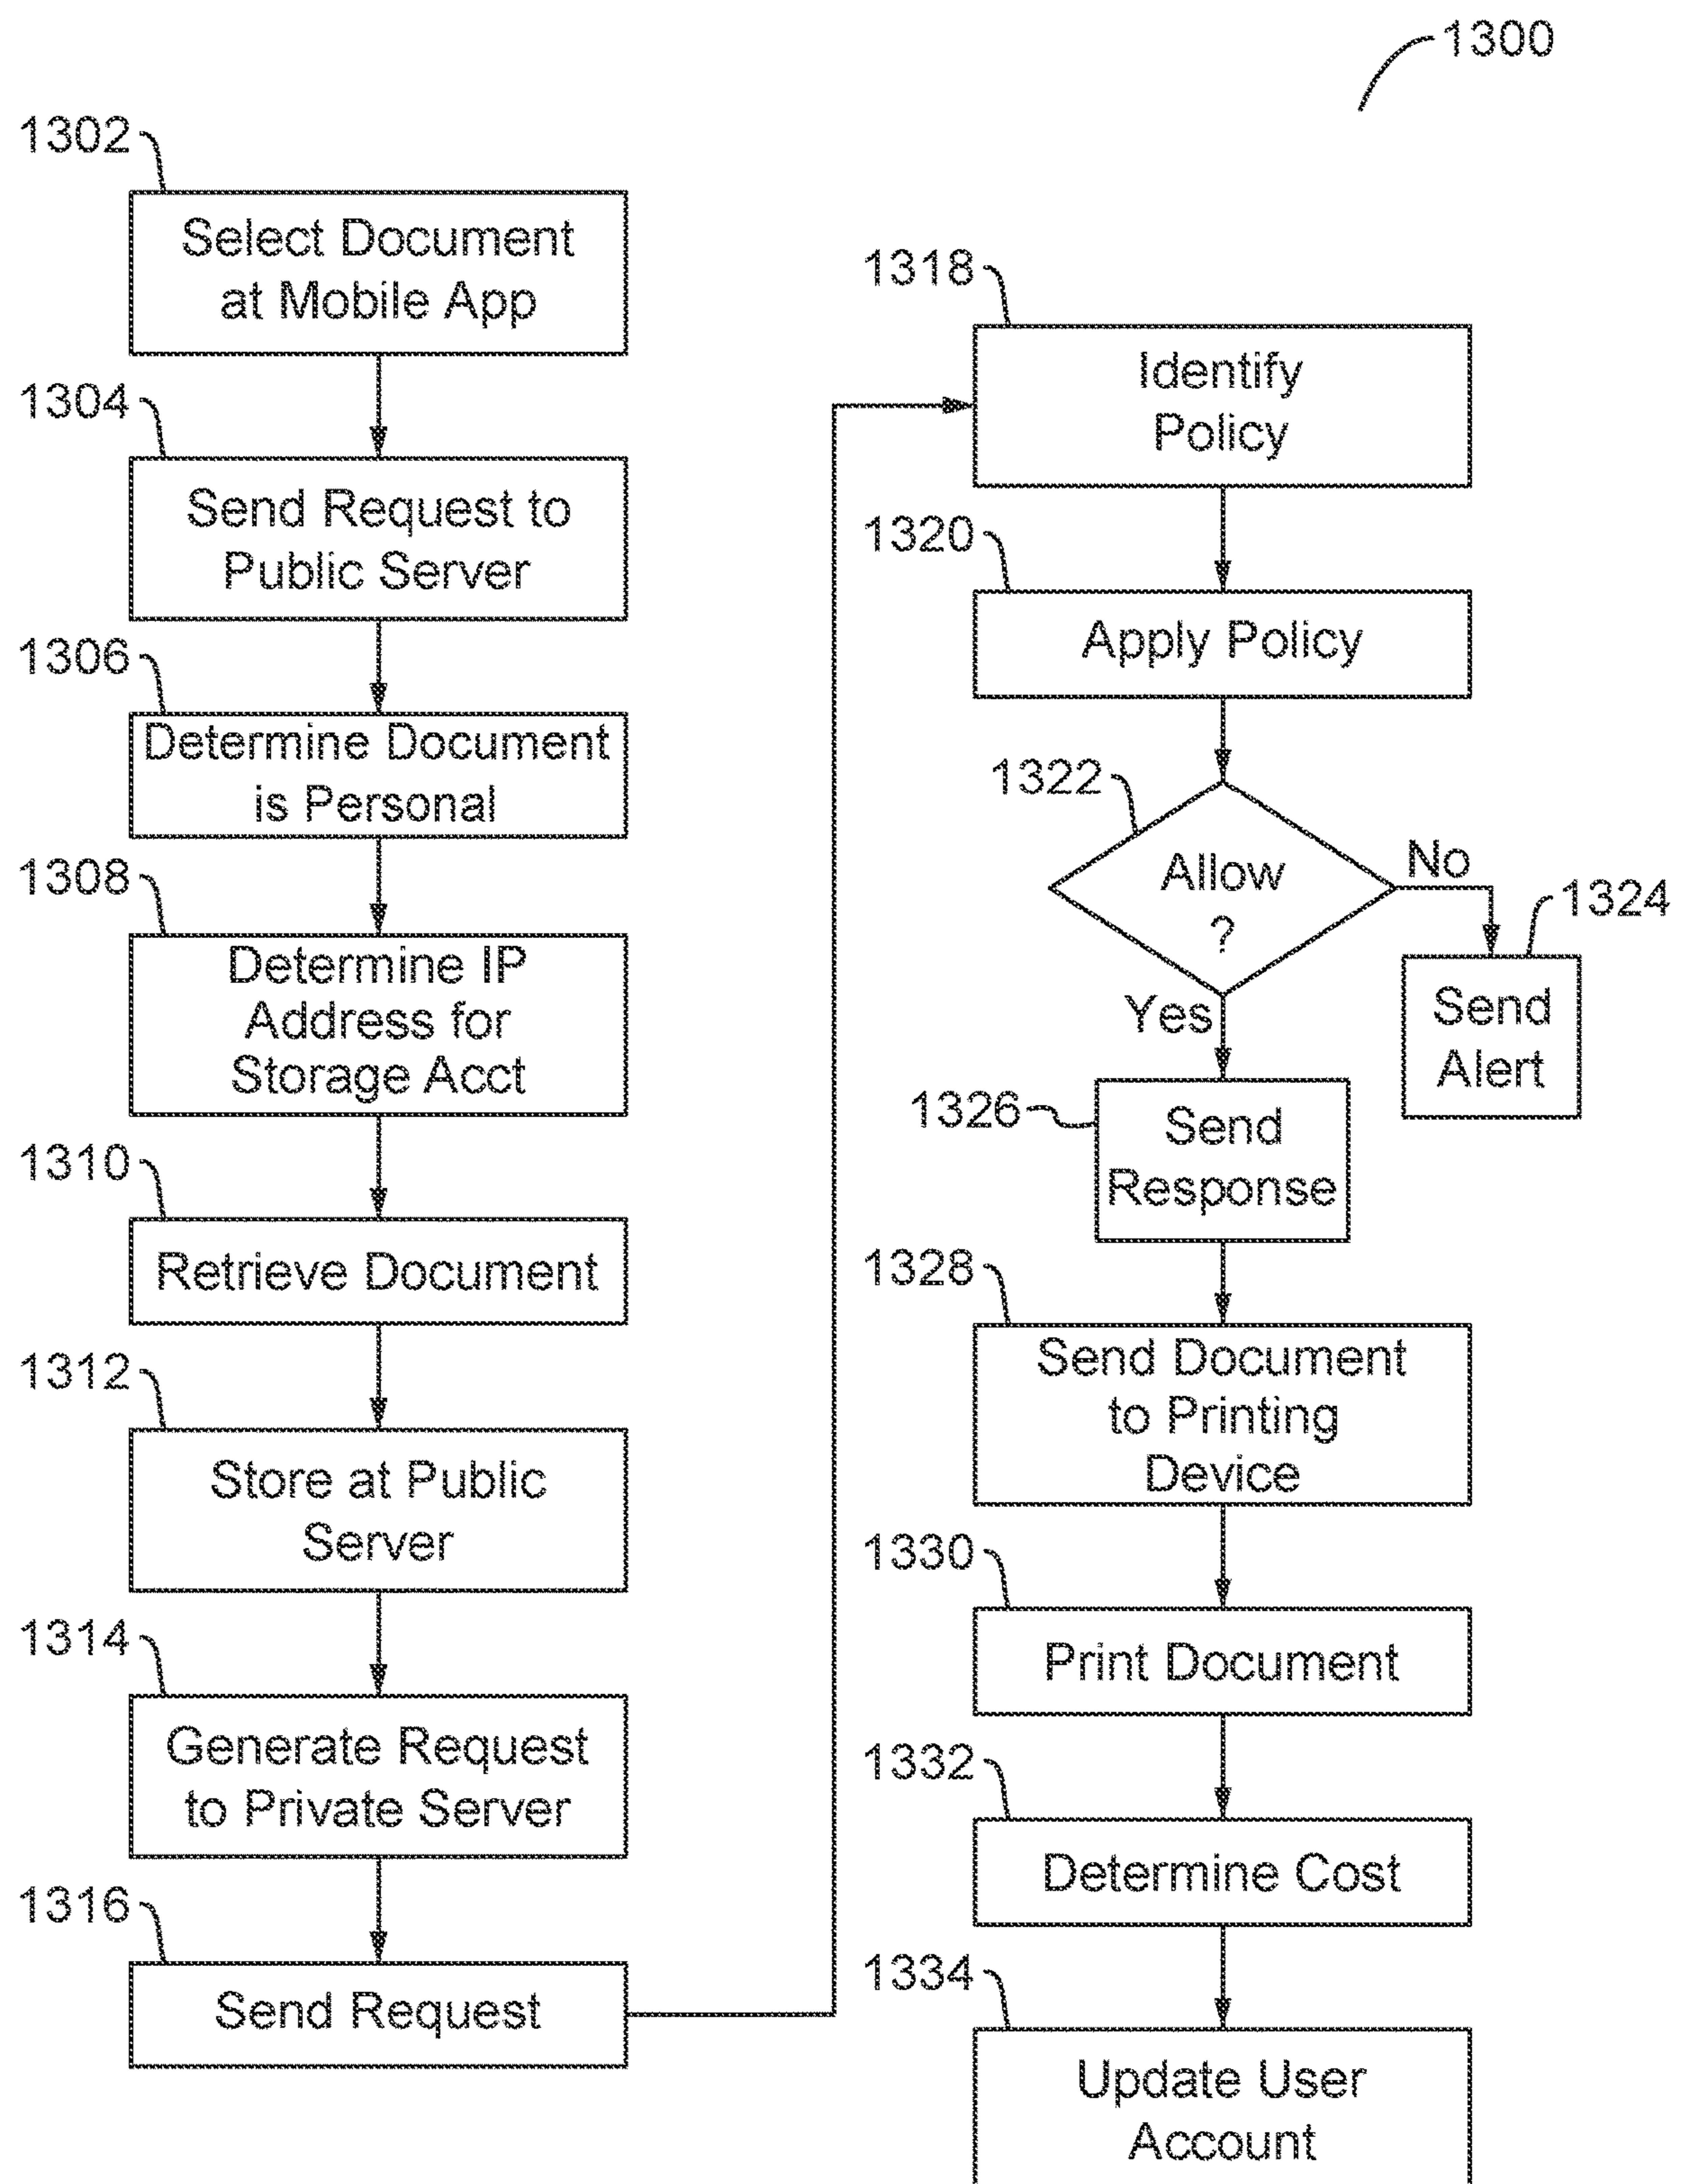 1300
1302
Select Document
at Mobile App
1304
Send Request to
Public Server
1306
Determine Document
is Personal
1308
Determine IP
Address for
Storage Acct
1310
Retrieve Document
1312
Store at Public
Server
1314
Generate Request
to Private Server
1316
Send Request
1318
Identify
Policy
1320
Apply Policy
1322
Allow
?
No
1324
Send
Alert
Yes
1326
Send
Response
1328
Send Document
to Printing
Device
1330
Print Document
1332
Determine Cost
1334
Update User
Account